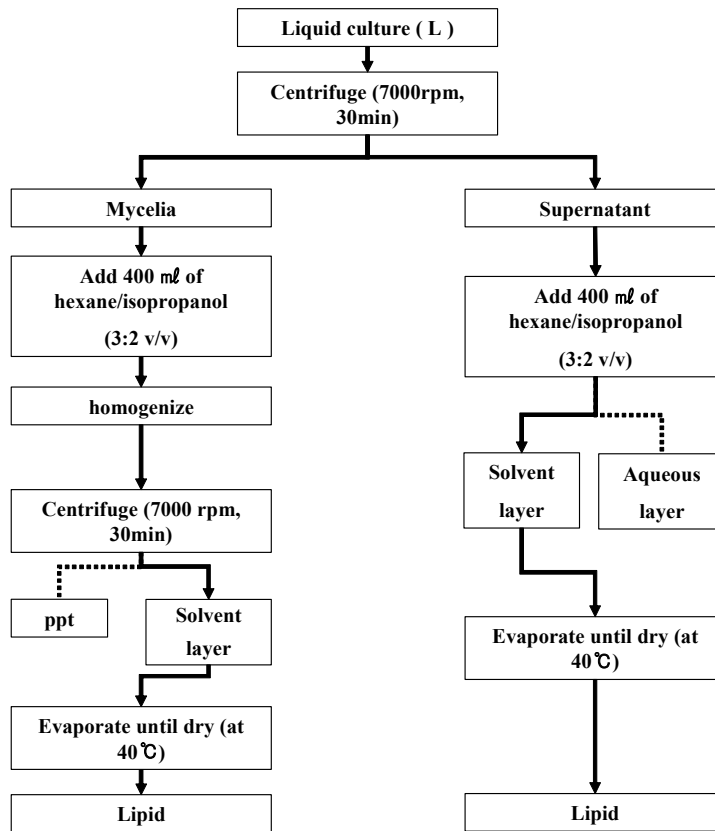 Liquid culture ( L )
Centrifuge (7000rpm,
30min)
Mycelia
Add 400 ㎖ of
hexane/isopropanol
(3:2 v/v)
homogenize
Centrifuge (7000 rpm,
30min)
ppt
Solvent
layer
Evaporate until dry (at
40℃)
Lipid
Supernatant
Add 400 ㎖ of
hexane/isopropanol
(3:2 v/v)
Solvent
layer
Aqueous
layer
Evaporate until dry (at
40℃)
Lipid